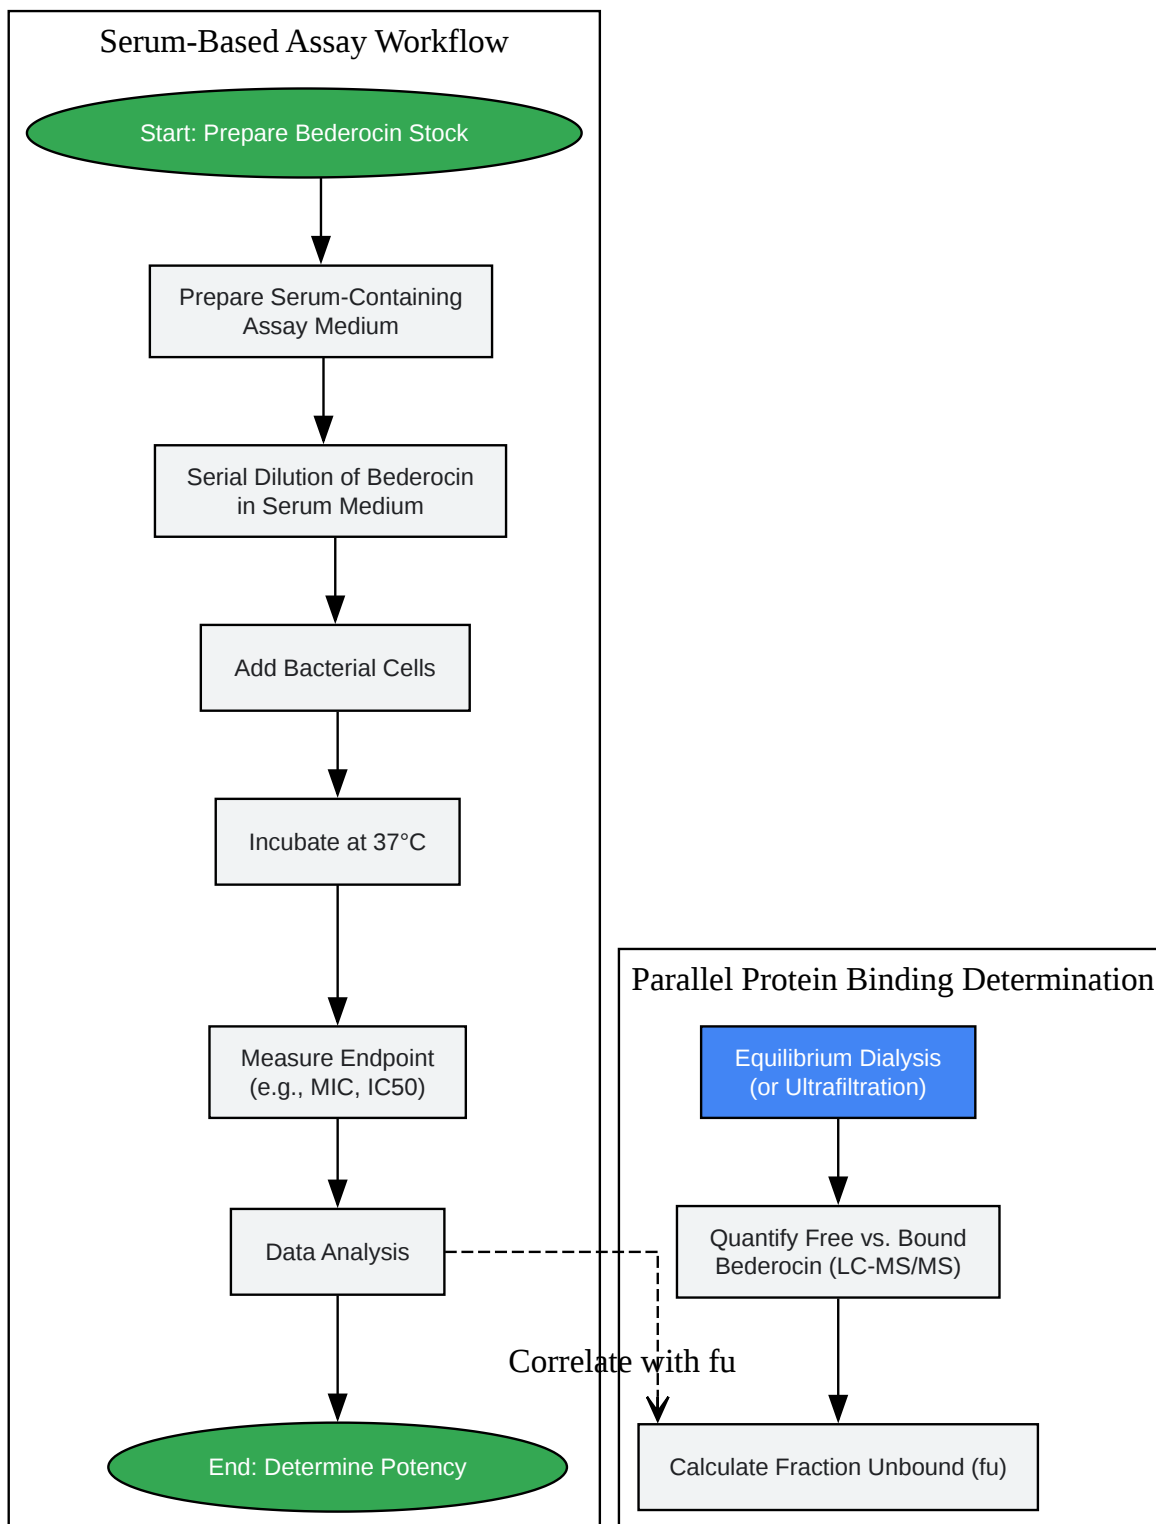 Serum-Based Assay Workflow
Start: Prepare Bederocin Stock
Prepare Serum-Containing
Assay Medium
Serial Dilution of Bederocin
in Serum Medium
Add Bacterial Cells
Incubate at 37°C
Measure Endpoint
(e.g., MIC, IC50)
Data Analysis
End: Determine Potency
Correlate with fu
Parallel Protein Binding Determination
Equilibrium Dialysis
(or Ultrafiltration)
Quantify Free vs. Bound
Bederocin (LC-MS/MS)
Calculate Fraction Unbound (fu)